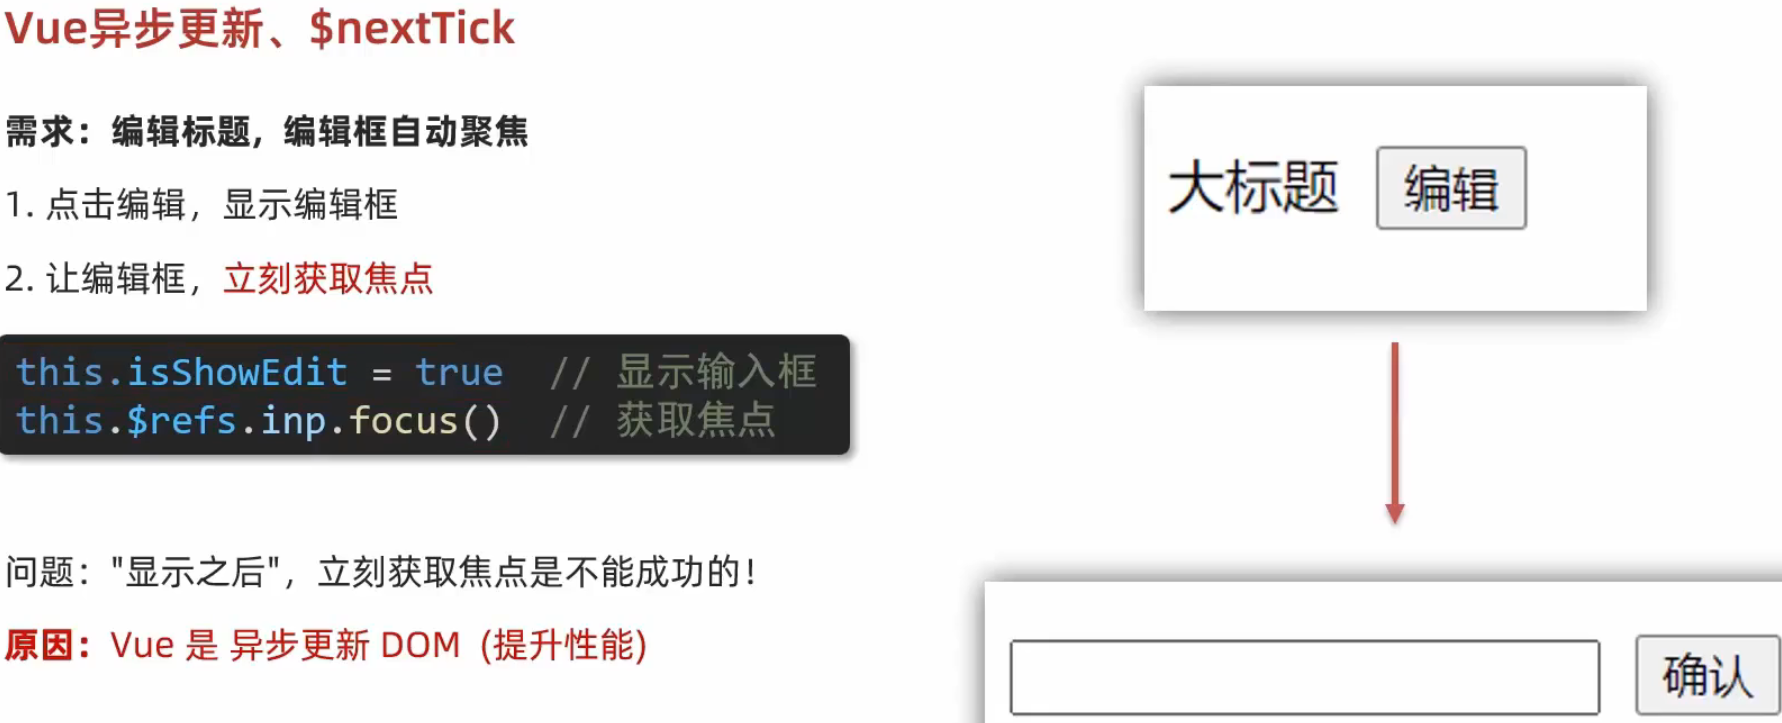 Vue异步更新、$nextTick
需求：编辑标题，编辑框自动聚焦
1. 点击编辑，显示编辑框
2. 让编辑框，立刻获取焦点
this.isShowEdit = true  // 显示输入框
this.$refs.inp.focus()  // 获取焦点
问题："显示之后"，立刻获取焦点是不能成功的！
原因：Vue 是 异步更新 DOM (提升性能)
大标题 编辑
确认